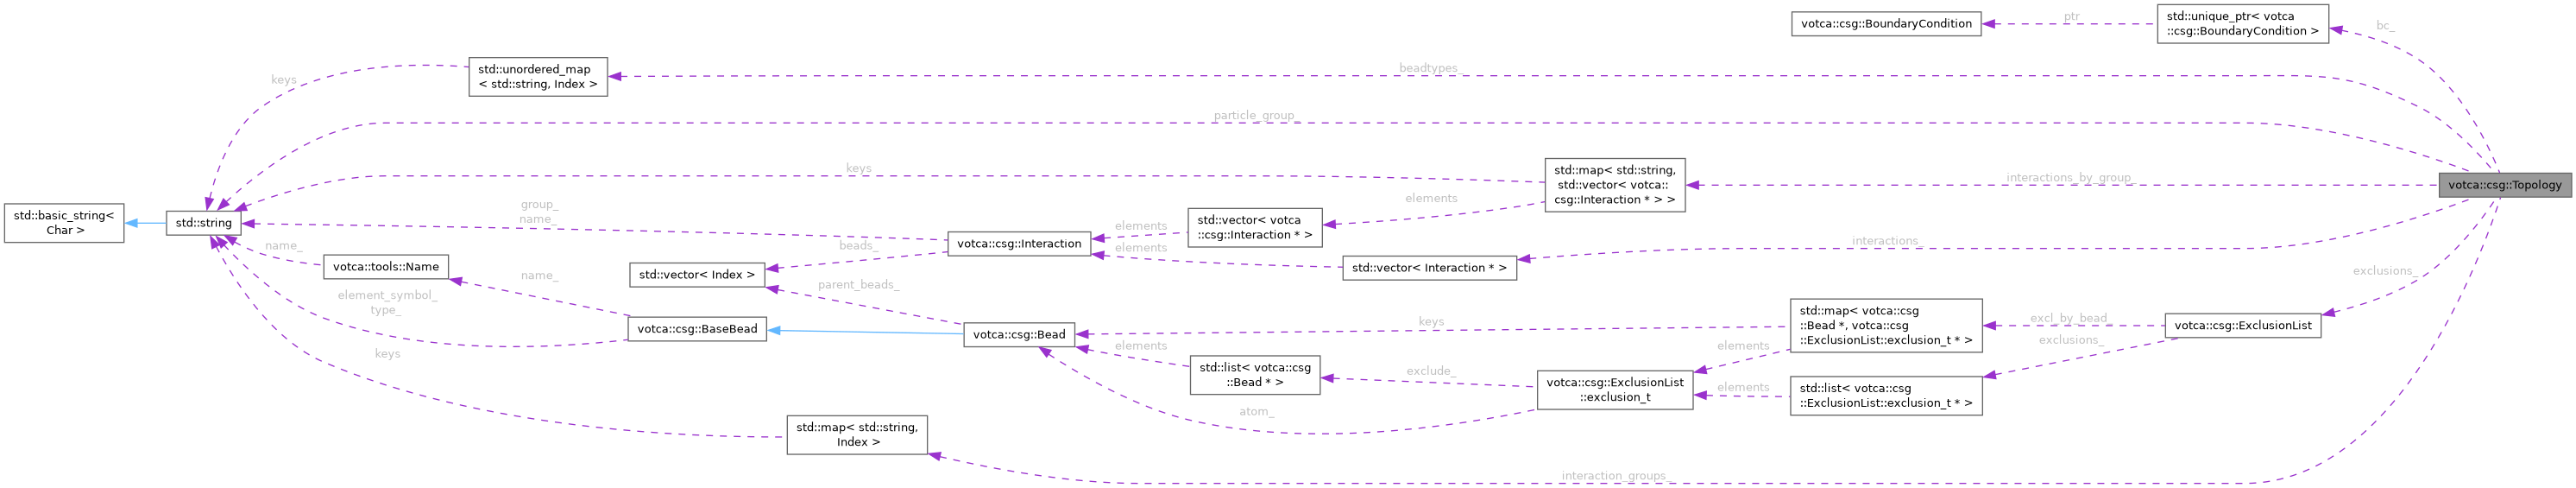 votca::csg::BoundaryCondition
ptr
std::unique_ptr< votca
::csg::BoundaryCondition >
bc_
std::unordered_map
< std::string, Index >
keys
beadtypes_
particle_group_
keys
std::map< std::string,
std::vector< votca::
csg::Interaction * > >
interactions_by_group_
votca::csg::Topology
std::basic_string<
Char >
std::string
group_
name_
elements
std::vector< votca
::csg::Interaction * >
elements
votca::csg::Interaction
elements
std::vector< Interaction * >
interactions_
name_
votca::tools::Name
name_
std::vector< Index >
beads_
parent_beads_
element_symbol_
type_
votca::csg::BaseBead
votca::csg::Bead
keys
elements
std::list< votca::csg
::Bead * >
exclude_
atom_
votca::csg::ExclusionList
::exclusion_t
elements
elements
std::map< votca::csg
::Bead *, votca::csg
::ExclusionList::exclusion_t * >
std::list< votca::csg
::ExclusionList::exclusion_t * >
excl_by_bead_
exclusions_
votca::csg::ExclusionList
exclusions_
keys
std::map< std::string,
Index >
interaction_groups_